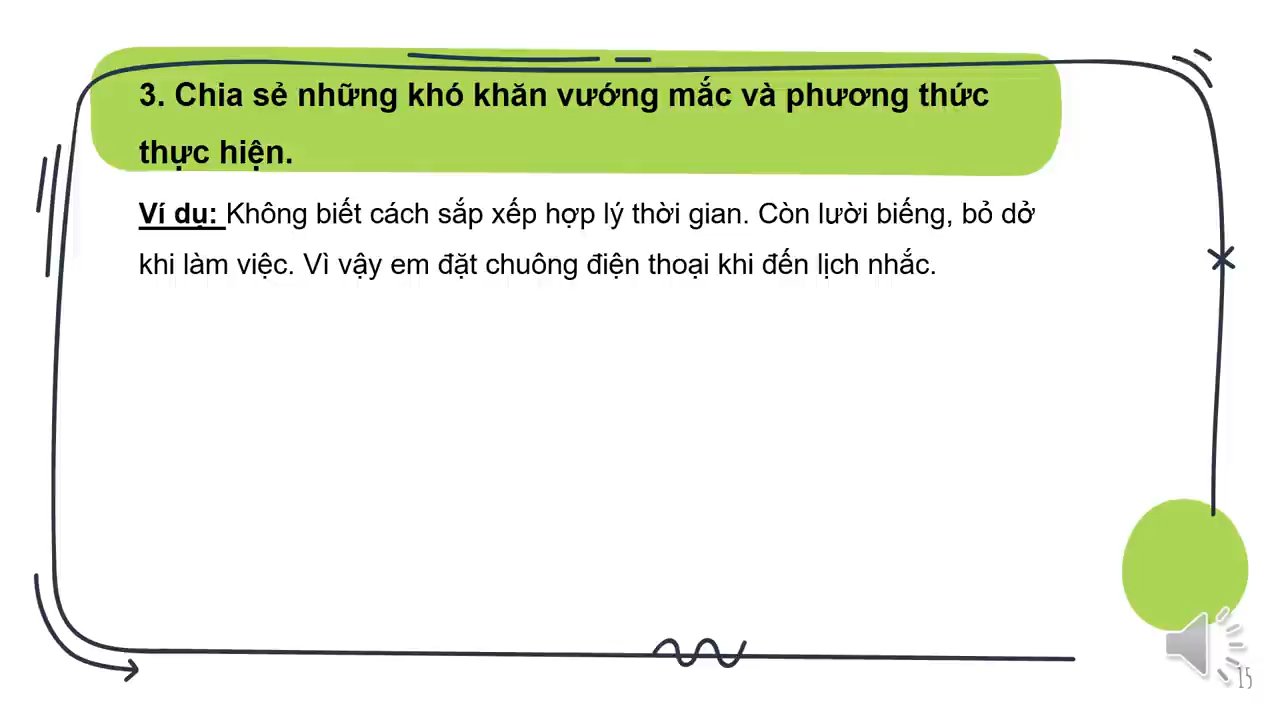 3. Chia sẻ những khó khăn vướng mắc và phương thức
thực hiện.
Ví dụ: Không biết cách sắp xếp hợp lý thời gian. Còn lười biếng, bỏ dở
khi làm việc. Vì vậy em đặt chuông điện thoại khi đến lịch nhắc.
15